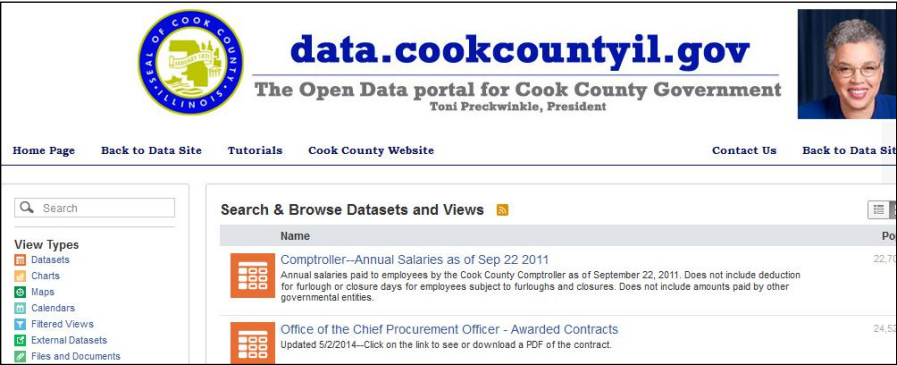 SEAL OF COOK COUNTY
ILLINOIS
JANUARY 1831
data.cookcountyil.gov
The Open Data portal for Cook County Government
Toni Preckwinkle, President
Home Page Back to Data Site Tutorials Cook County Website Contact Us Back to Data Sit
Search
Search & Browse Datasets and Views
View Types
Datasets
Charts
Maps
Calendars
Filtered Views
External Datasets
Files and Documents
Name Po
Comptroller--Annual Salaries as of Sep 22 2011 22,70
Annual salaries paid to employees by the Cook County Comptroller as of September 22, 2011. Does not include deduction
for furlough or closure days for employees subject to furloughs and closures. Does not include amounts paid by other
governmental entities.
Office of the Chief Procurement Officer - Awarded Contracts 24,52
Updated 5/2/2014--Click on the link to see or download a PDF of the contract.